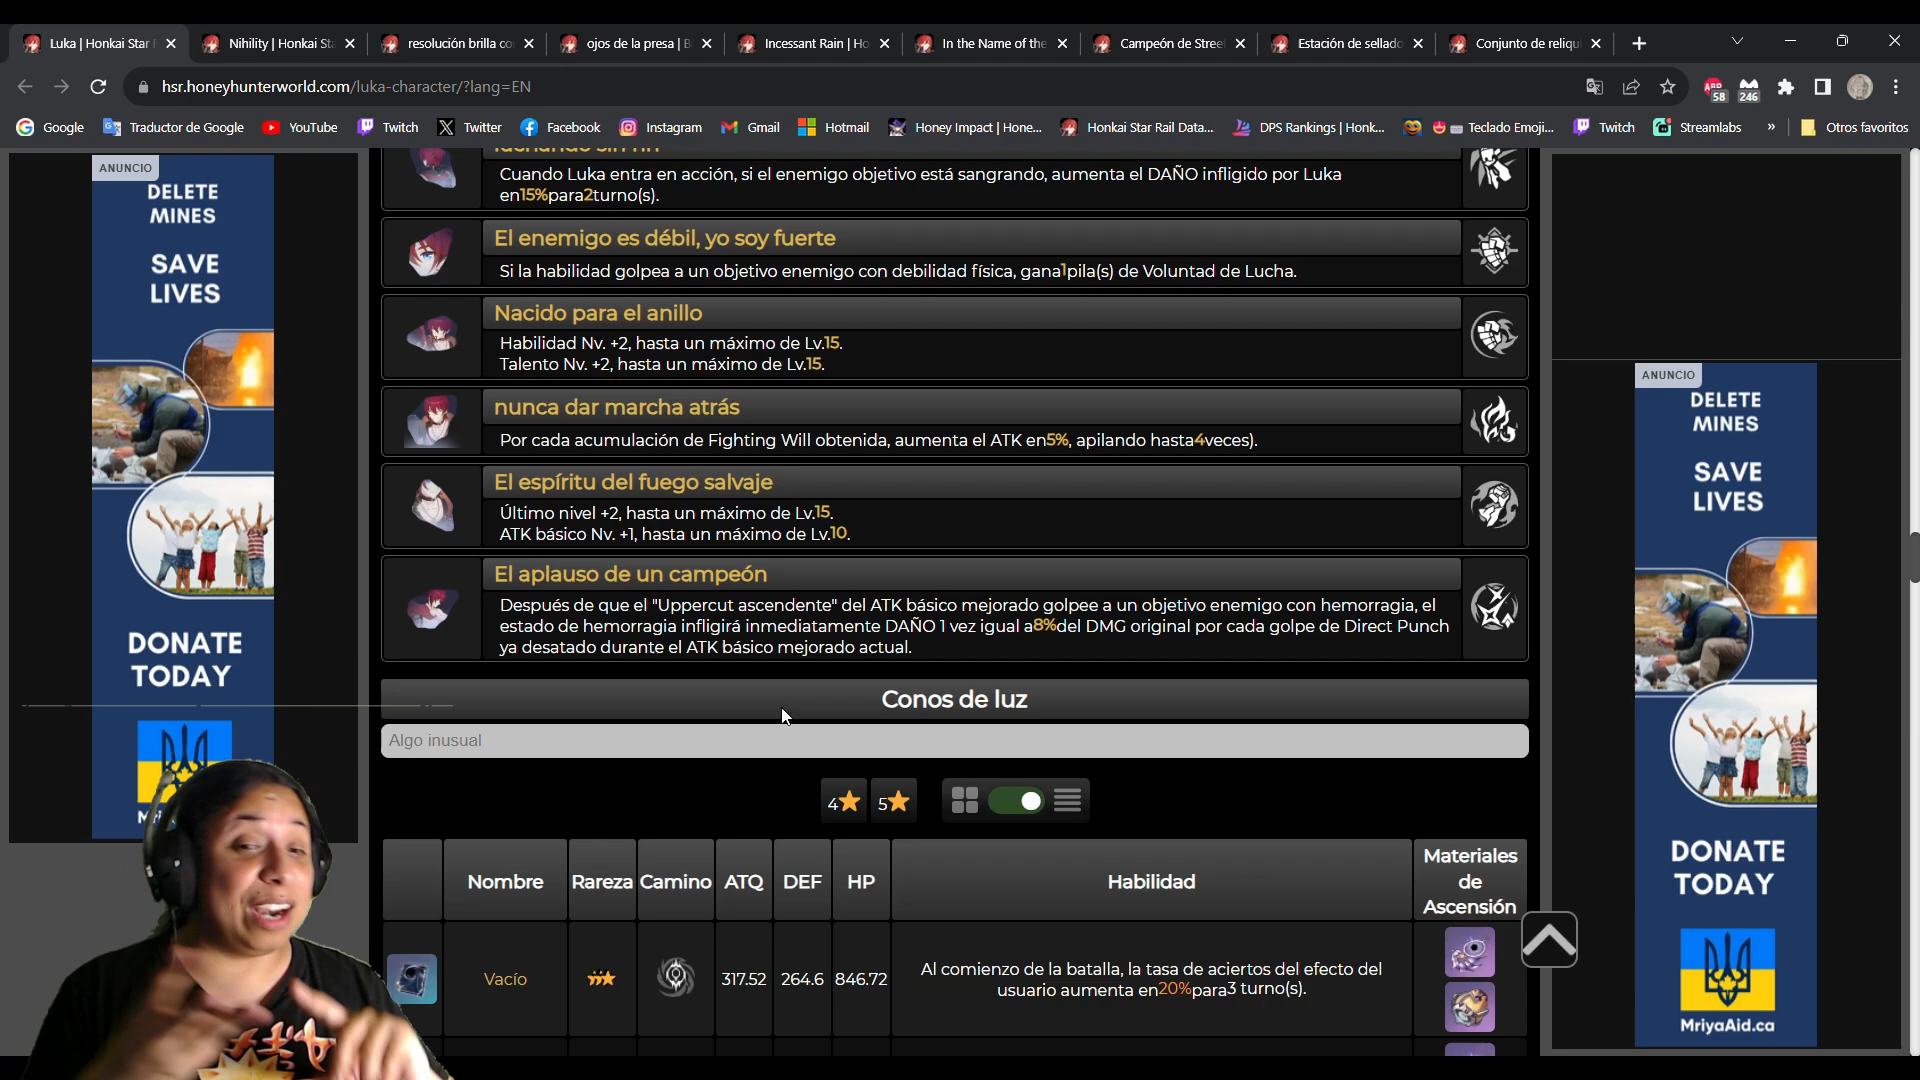 Luka | Honkai Star
Nihility | Honkai Sta
resolución brilla co
ojos de la presa | B
Incessant Rain | Ho
In the Name of the
Campeón de Street
Estación de sellado
Conjunto de reliqu
hsr.honeyhunterworld.com/luka-character/?lang=EN
ABP
58
246
Google
Traductor de Google
YouTube
Twitch
Twitter
Facebook
Instagram
Gmail
Hotmail
Honey Impact | Hone...
Honkai Star Rail Data...
DPS Rankings | Honk...
Teclado Emoji...
Twitch
Streamlabs
»
Otros favoritos
ANUNCIO
DELETE
MINES
SAVE
LIVES
DONATE
TODAY
luchando sin fin
Cuando Luka entra en acción, si el enemigo objetivo está sangrando, aumenta el DAÑO infligido por Luka
en15%para2turno(s).
El enemigo es débil, yo soy fuerte
Si la habilidad golpea a un objetivo enemigo con debilidad física, gana1pila(s) de Voluntad de Lucha.
Nacido para el anillo
Habilidad Nv. +2, hasta un máximo de Lv.15.
Talento Nv. +2, hasta un máximo de Lv.15.
nunca dar marcha atrás
Por cada acumulación de Fighting Will obtenida, aumenta el ATK en5%, apilando hasta4veces).
El espíritu del fuego salvaje
Último nivel +2, hasta un máximo de Lv.15.
ATK básico Nv. +1, hasta un máximo de Lv.10.
El aplauso de un campeón
Después de que el "Uppercut ascendente" del ATK básico mejorado golpee a un objetivo enemigo con hemorragia, el
estado de hemorragia infligirá inmediatamente DAÑO 1 vez igual a8%del DMG original por cada golpe de Direct Punch
ya desatado durante el ATK básico mejorado actual.
Conos de luz
Algo inusual
4
5
Nombre
Rareza
Camino
ATQ
DEF
HP
Habilidad
Materiales
de
Ascensión
Vacío
317.52
264.6
846.72
Al comienzo de la batalla, la tasa de aciertos del efecto del
usuario aumenta en20%para3 turno(s).
ANUNCIO
DELETE
MINES
SAVE
LIVES
DONATE
TODAY
MriyaAid.ca